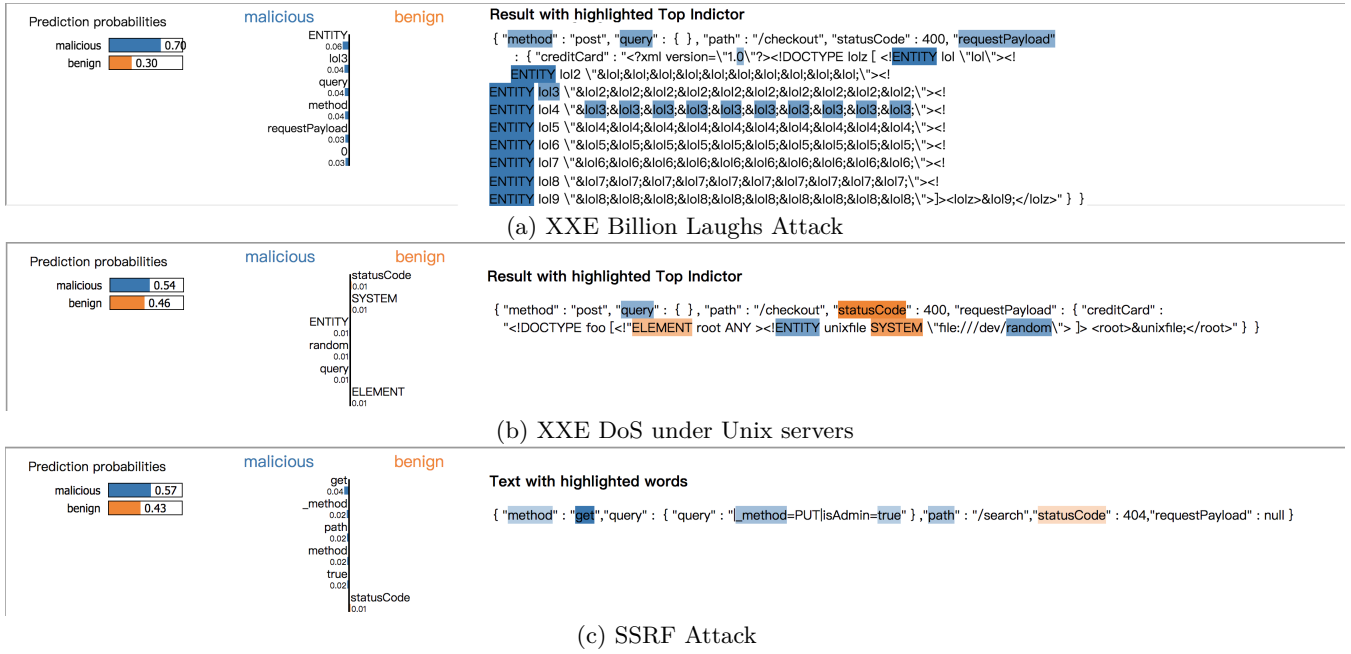 Prediction probabilities
malicious 0.70
benign 0.30
malicious benign
ENTITY
0.06
lol3
0.04
query
0.04
method
0.04
requestPayload
0.03
0
0.03
Result with highlighted Top Indictor
{ "method" : "post", "query" : { } , "path" : "/checkout", "statusCode" : 400, "requestPayload"
: { "creditCard" : "<?xml version=\"1.0\"?><!DOCTYPE lolz [ <!ENTITY lol \"lol\"><!
ENTITY lol2 \"&lol;&lol;&lol;&lol;&lol;&lol;&lol;&lol;&lol;&lol;\"><!
ENTITY lol3 \"&lol2;&lol2;&lol2;&lol2;&lol2;&lol2;&lol2;&lol2;&lol2;&lol2;\"><!
ENTITY lol4 \"&lol3;&lol3;&lol3;&lol3;&lol3;&lol3;&lol3;&lol3;&lol3;&lol3;\"><!
ENTITY lol5 \"&lol4;&lol4;&lol4;&lol4;&lol4;&lol4;&lol4;&lol4;&lol4;&lol4;\"><!
ENTITY lol6 \"&lol5;&lol5;&lol5;&lol5;&lol5;&lol5;&lol5;&lol5;&lol5;&lol5;\"><!
ENTITY lol7 \"&lol6;&lol6;&lol6;&lol6;&lol6;&lol6;&lol6;&lol6;&lol6;&lol6;\"><!
ENTITY lol8 \"&lol7;&lol7;&lol7;&lol7;&lol7;&lol7;&lol7;&lol7;&lol7;&lol7;\"><!
ENTITY lol9 \"&lol8;&lol8;&lol8;&lol8;&lol8;&lol8;&lol8;&lol8;&lol8;&lol8;\">]><lolz>&lol9;</lolz>" } }
(a) XXE Billion Laughs Attack
Prediction probabilities
malicious 0.54
benign 0.46
malicious benign
statusCode
0.01
SYSTEM
0.01
ENTITY
0.01
random
0.01
query
0.01
ELEMENT
0.01
Result with highlighted Top Indictor
{ "method" : "post", "query" : { } , "path" : "/checkout", "statusCode" : 400, "requestPayload" : { "creditCard" :
"<!DOCTYPE foo [<!"ELEMENT root ANY ><!ENTITY unixfile SYSTEM \"file:///dev/random\"> ]> <root>&unixfile;</root>" } }
(b) XXE DoS under Unix servers
Prediction probabilities
malicious 0.57
benign 0.43
malicious benign
get
0.04
_method
0.02
path
0.02
method
0.02
true
0.02
statusCode
0.01
Text with highlighted words
{ "method" : "get","query" : { "query" : "|_method=PUT|isAdmin=true" } ,"path" : "/search","statusCode" : 404,"requestPayload" : null }
(c) SSRF Attack